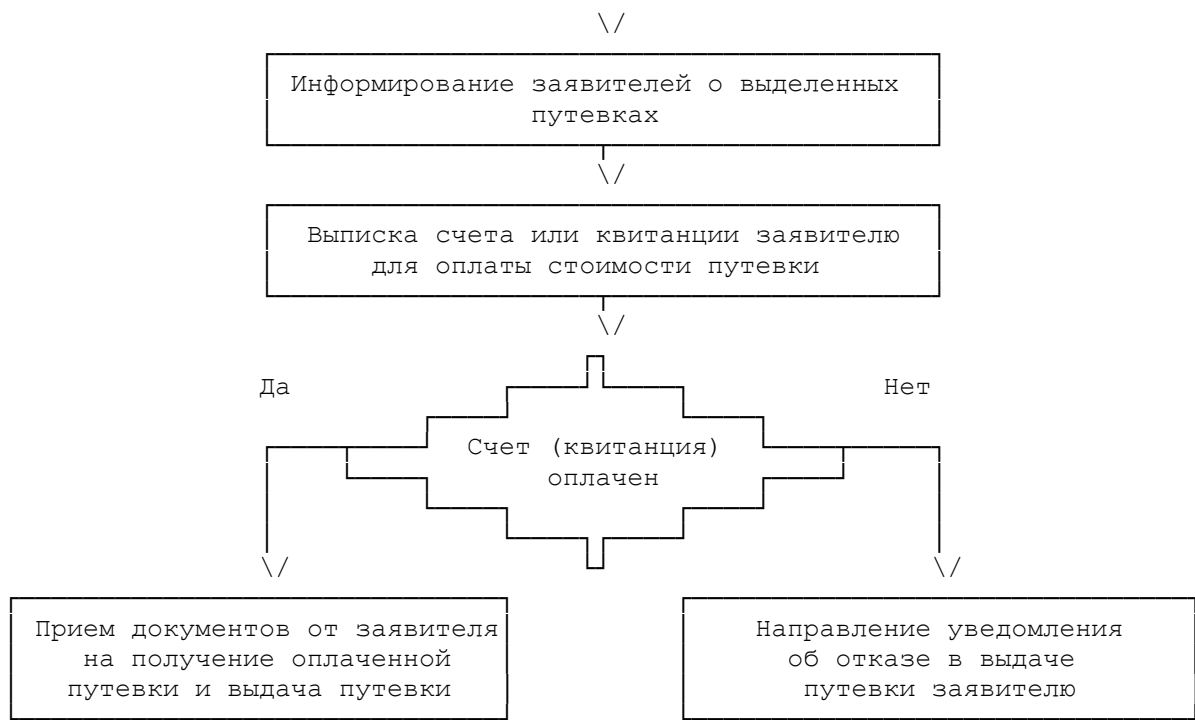 \/
Информирование заявителей о выделенных
путевках
\/
Выписка счета или квитанции заявителю
для оплаты стоимости путевки
\/
Да
Нет
Счет (квитанция)
оплачен
\/
\/
Прием документов от заявителя
на получение оплаченной
путевки и выдача путевки
Направление уведомления
об отказе в выдаче
путевки заявителю